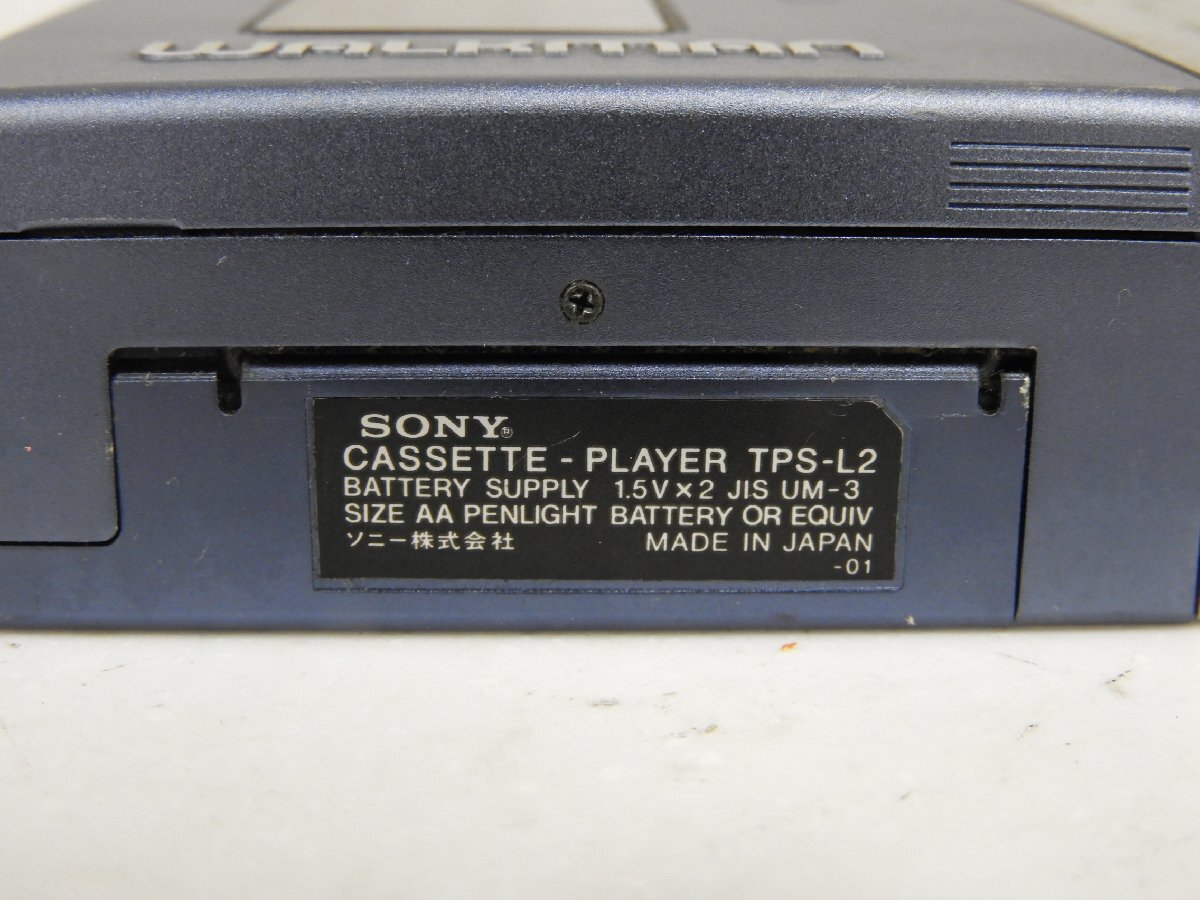 WALKMAN
SONY®
CASSETTE-PLAYER TPS-L2
BATTERY SUPPLY 1.5V×2 JIS UM-3
SIZE AA PENLIGHT BATTERY OR EQUIV
ソニー株式会社 MADE IN JAPAN
-01